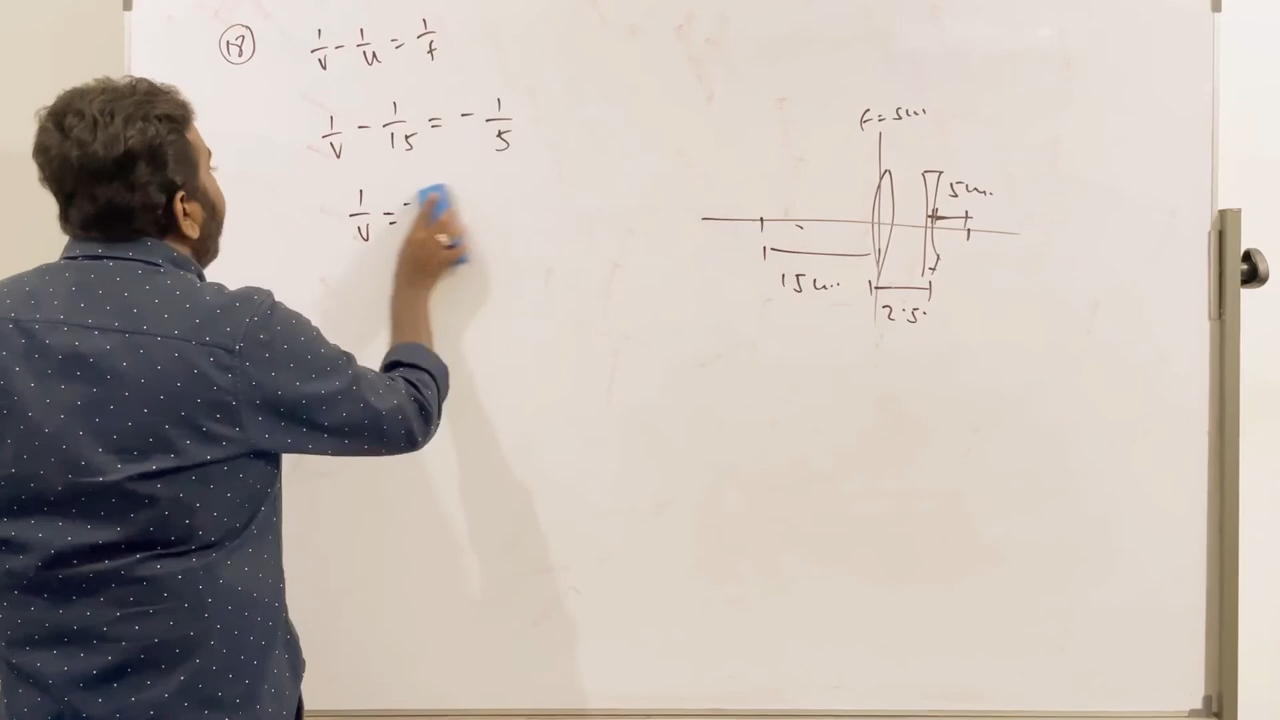 18
1/v - 1/u = 1/f
1/v - 1/15 = - 1/5
1/v = -
f = 5cm
5cm.
15cm.
2.5.
f